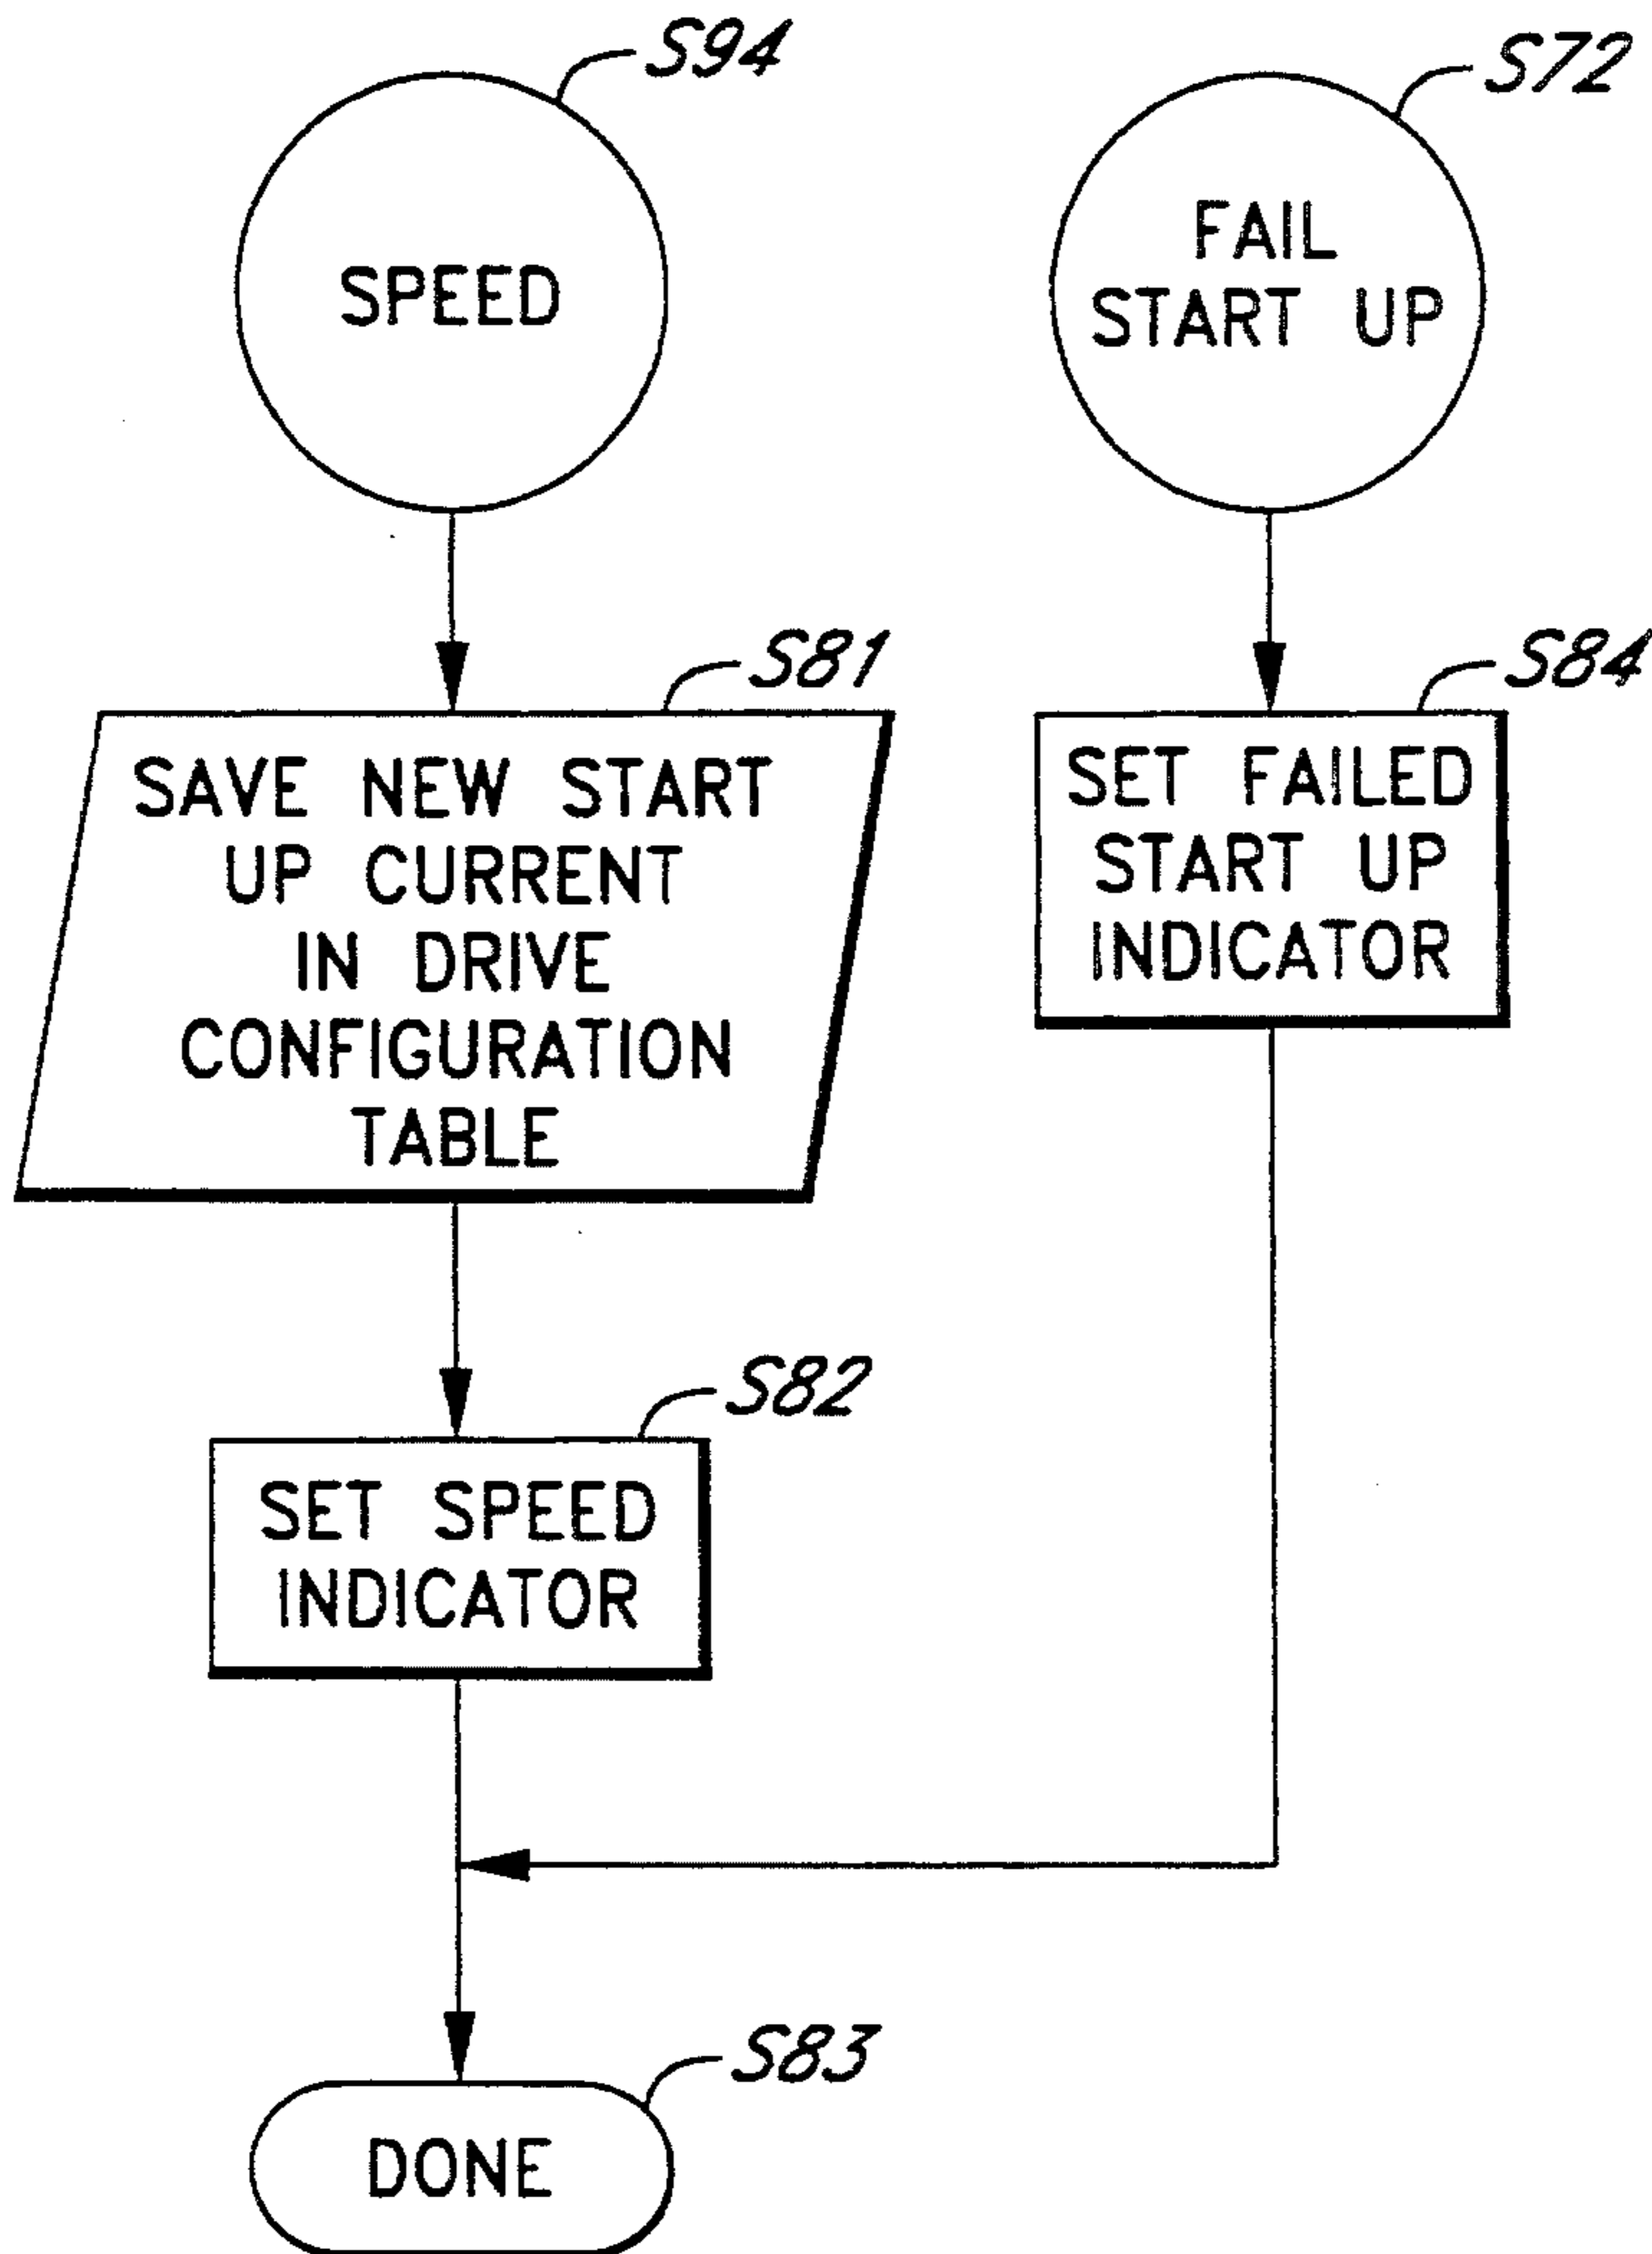 S94
SPEED
S72
FAIL
START UP
S81
SAVE NEW START
UP CURRENT
IN DRIVE
CONFIGURATION
TABLE
S84
SET FAILED
START UP
INDICATOR
S82
SET SPEED
INDICATOR
S83
DONE